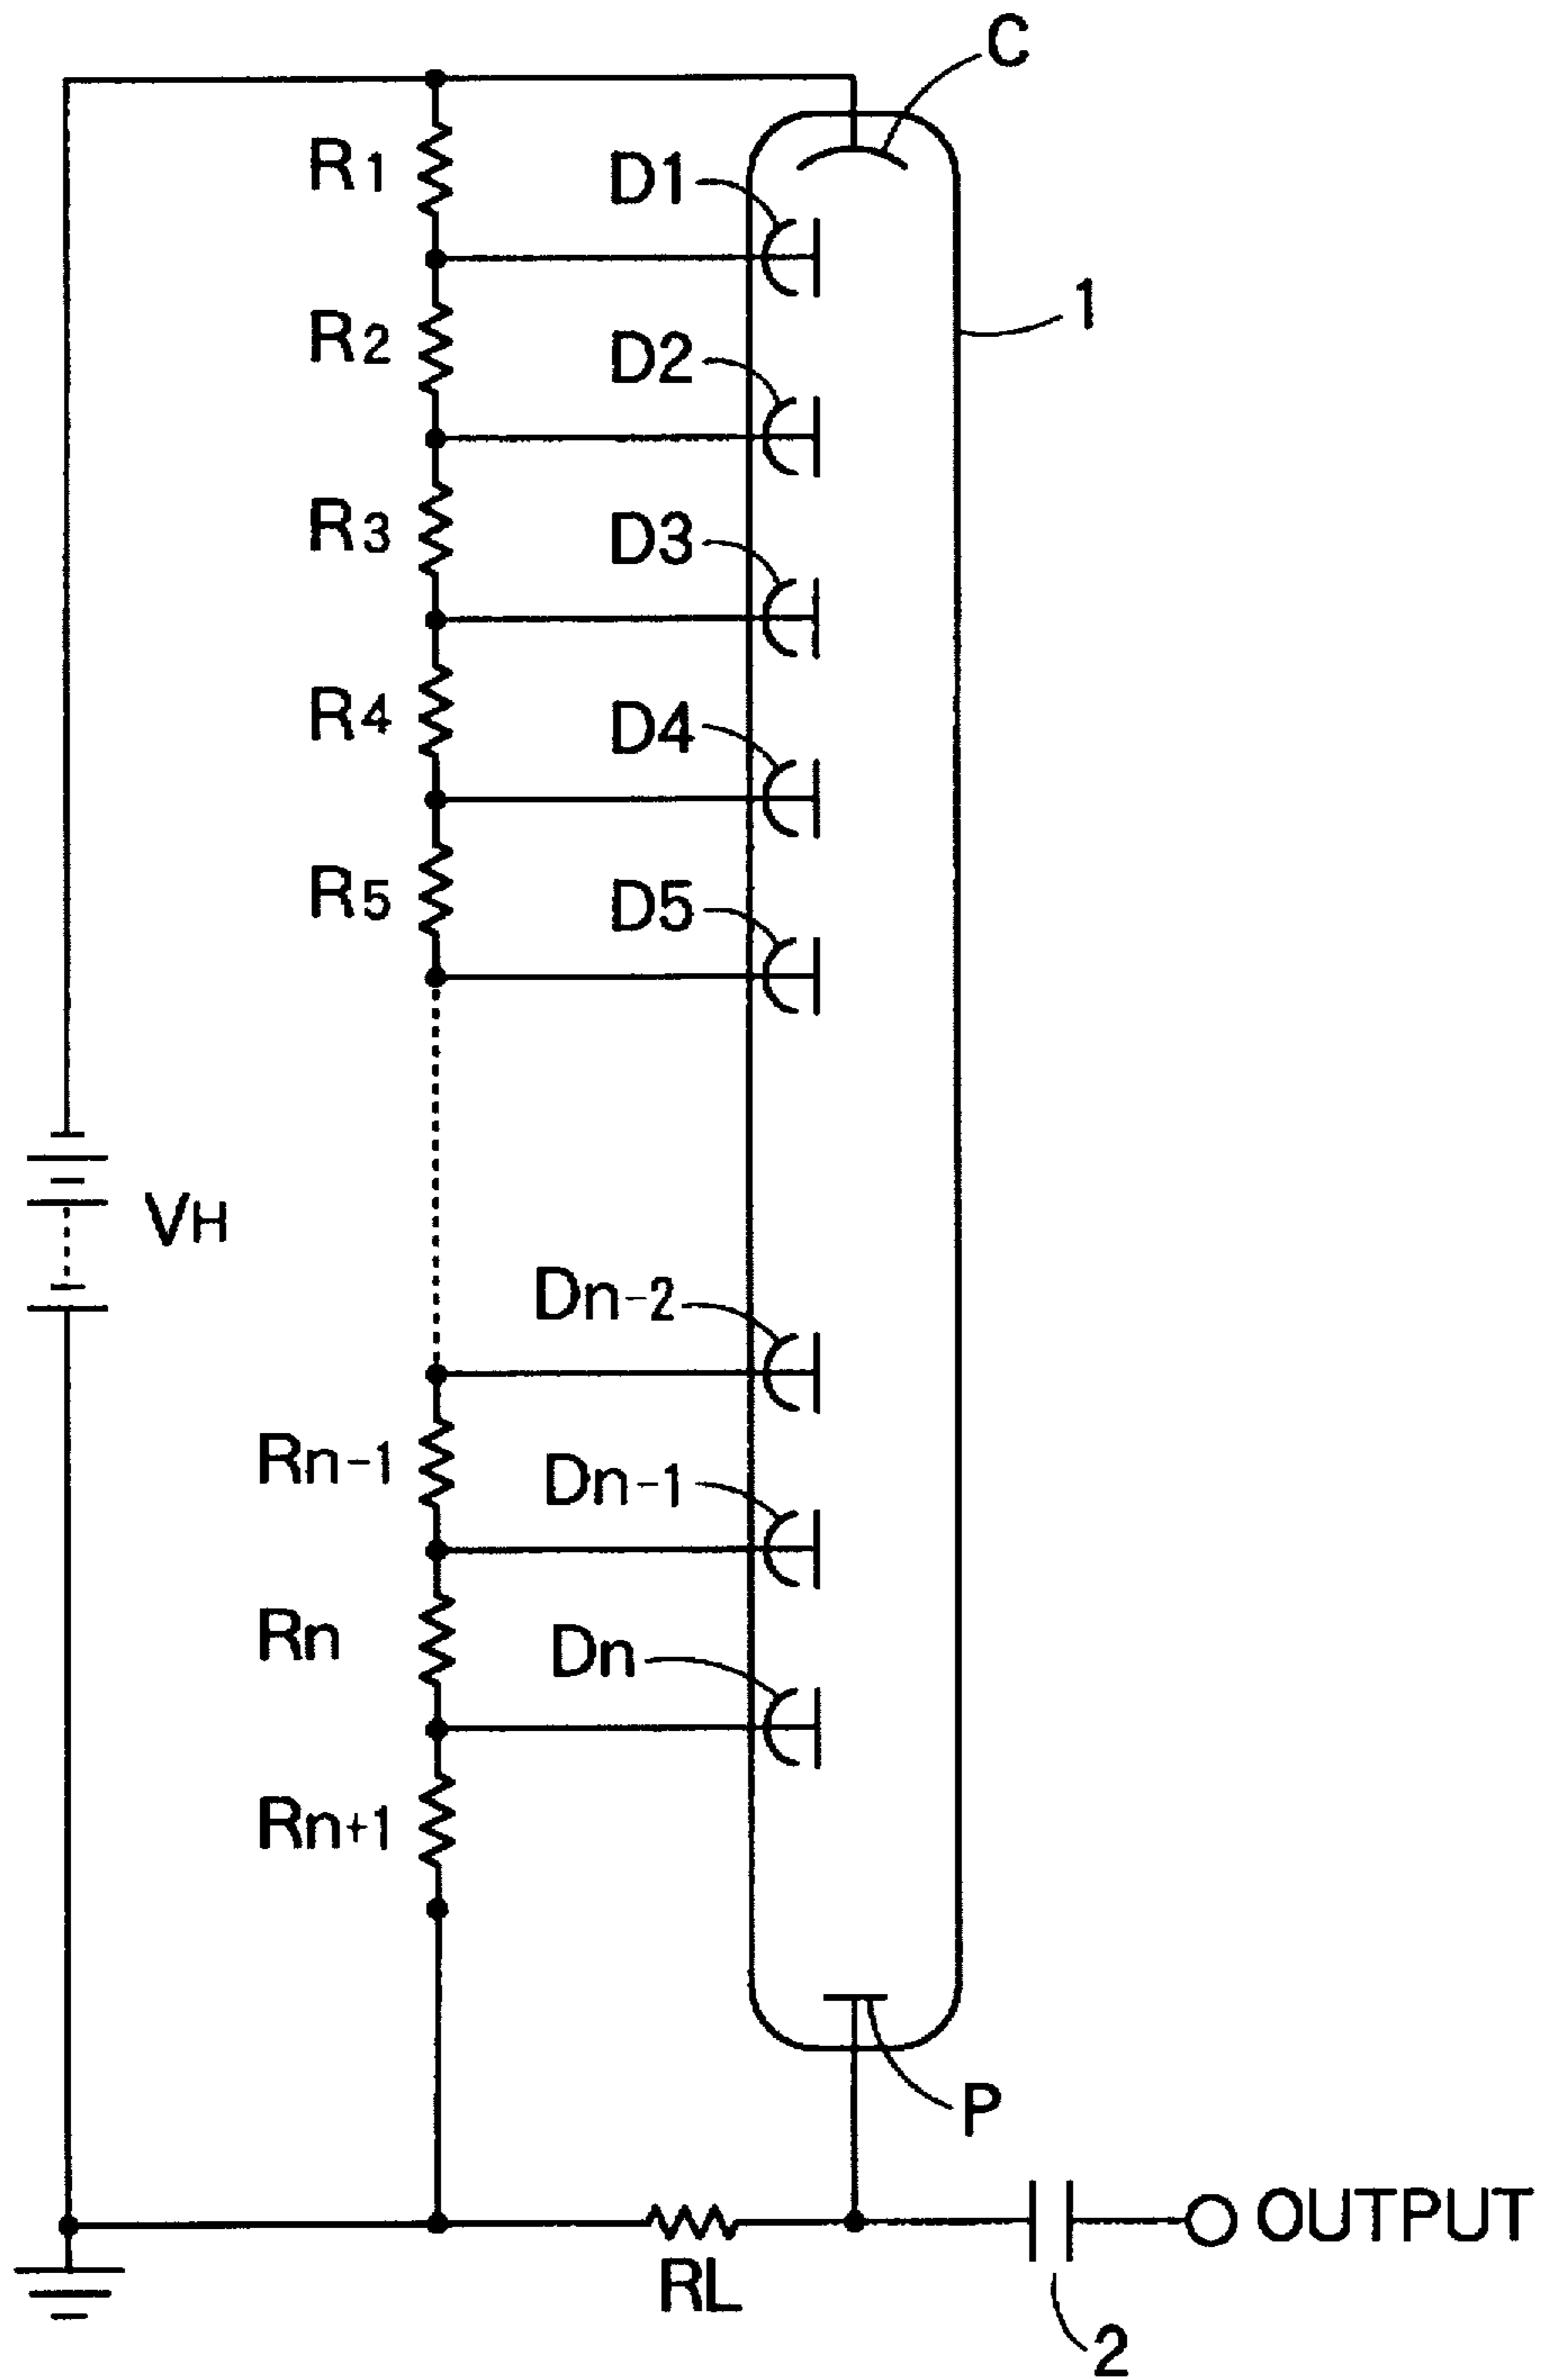 C
R1
D1
1
R2
D2
R3
D3
R4
D4
R5
D5
VH
Dn-2
Rn-1
Dn-1
Rn
Dn
Rn+1
P
OUTPUT
RL
2